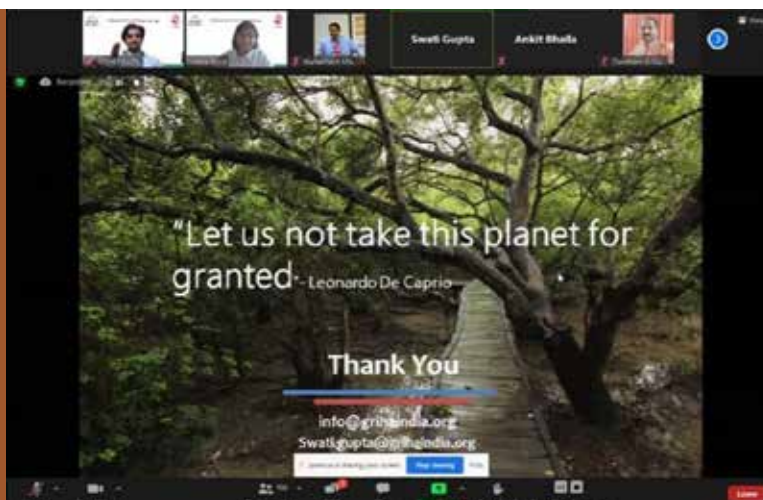 Swati Gupta
Ankit Bhalla
"Let us not take this planet for
granted"- Leonardo De Caprio
Thank You
info@grihaindia.org
Swati.gupta@grihaindia.org
Stop sharing
Hide
Leave